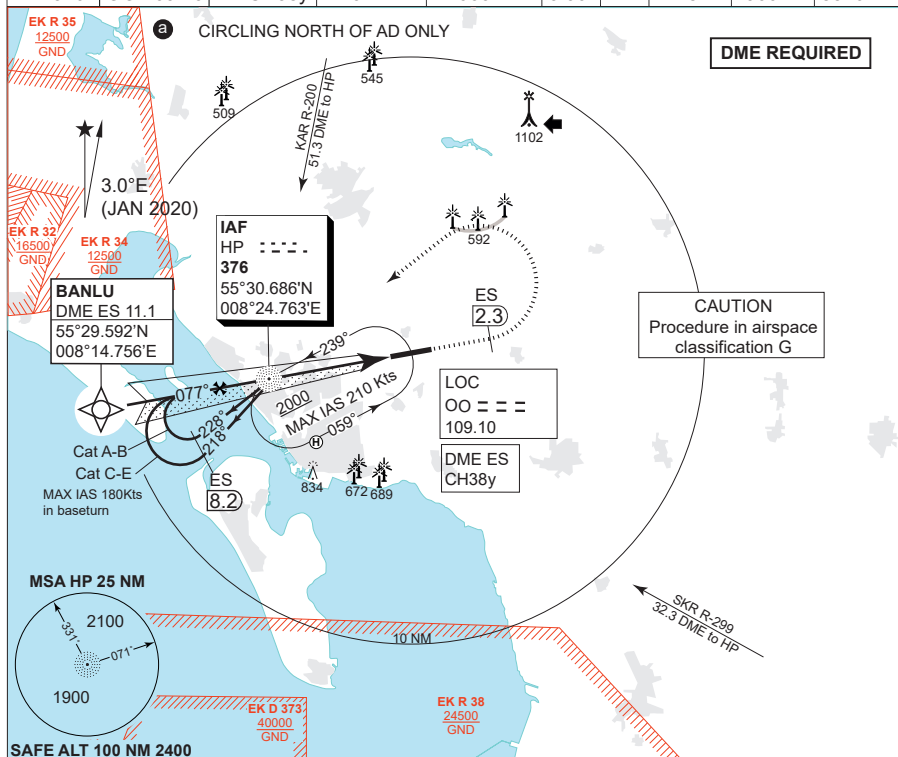 EK R 35
12500
GND
a
CIRCLING NORTH OF AD ONLY
DME REQUIRED
545
509
KAR R-200
51.3 DME to HP
1102
3.0°E
(JAN 2020)
EK R 32
16500
GND
EK R 34
12500
GND
IAF
HP
376
55°30.686'N
008°24.763'E
592
BANLU
DME ES 11.1
55°29.592'N
008°14.756'E
ES
2.3
CAUTION
Procedure in airspace
classification G
239°
077°
2000
MAX IAS 210 Kts
059°
H
228°
218°
LOC
OO
109.10
DME ES
CH38y
Cat A-B
Cat C-E
MAX IAS 180Kts
in baseturn
ES
8.2
834
672
689
SKR R-299
32.3 DME to HP
10 NM
MSA HP 25 NM
331°
2100
071°
1900
EK D 373
40000
GND
EK R 38
24500
GND
SAFE ALT 100 NM 2400